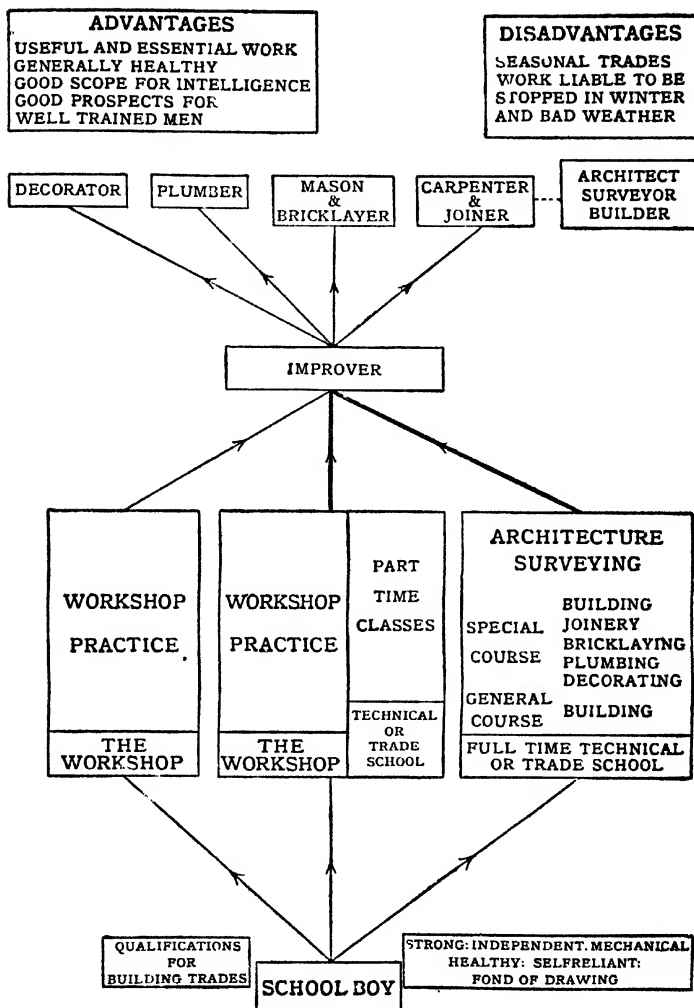 ADVANTAGES
USEFUL AND ESSENTIAL WORK
GENERALLY HEALTHY
GOOD SCOPE FOR INTELLIGENCE
GOOD PROSPECTS FOR
WELL TRAINED MEN
DISADVANTAGES
SEASONAL TRADES
WORK LIABLE TO BE
STOPPED IN WINTER
AND BAD WEATHER
DECORATOR
PLUMBER
MASON
&
BRICKLAYER
CARPENTER
&
JOINER
ARCHITECT
SURVEYOR
BUILDER
IMPROVER
WORKSHOP
PRACTICE.
THE
WORKSHOP
WORKSHOP
PRACTICE
THE
WORKSHOP
PART
TIME
CLASSES
TECHNICAL
OR
TRADE
SCHOOL
ARCHITECTURE
SURVEYING
SPECIAL
COURSE
BUILDING
JOINERY
BRICKLAYING
PLUMBING
DECORATING
GENERAL
COURSE
BUILDING
FULL TIME TECHNICAL
OR TRADE SCHOOL
QUALIFICATIONS
FOR
BUILDING TRADES
SCHOOL BOY
STRONG: INDEPENDENT. MECHANICAL
HEALTHY: SELFRELIANT:
FOND OF DRAWING